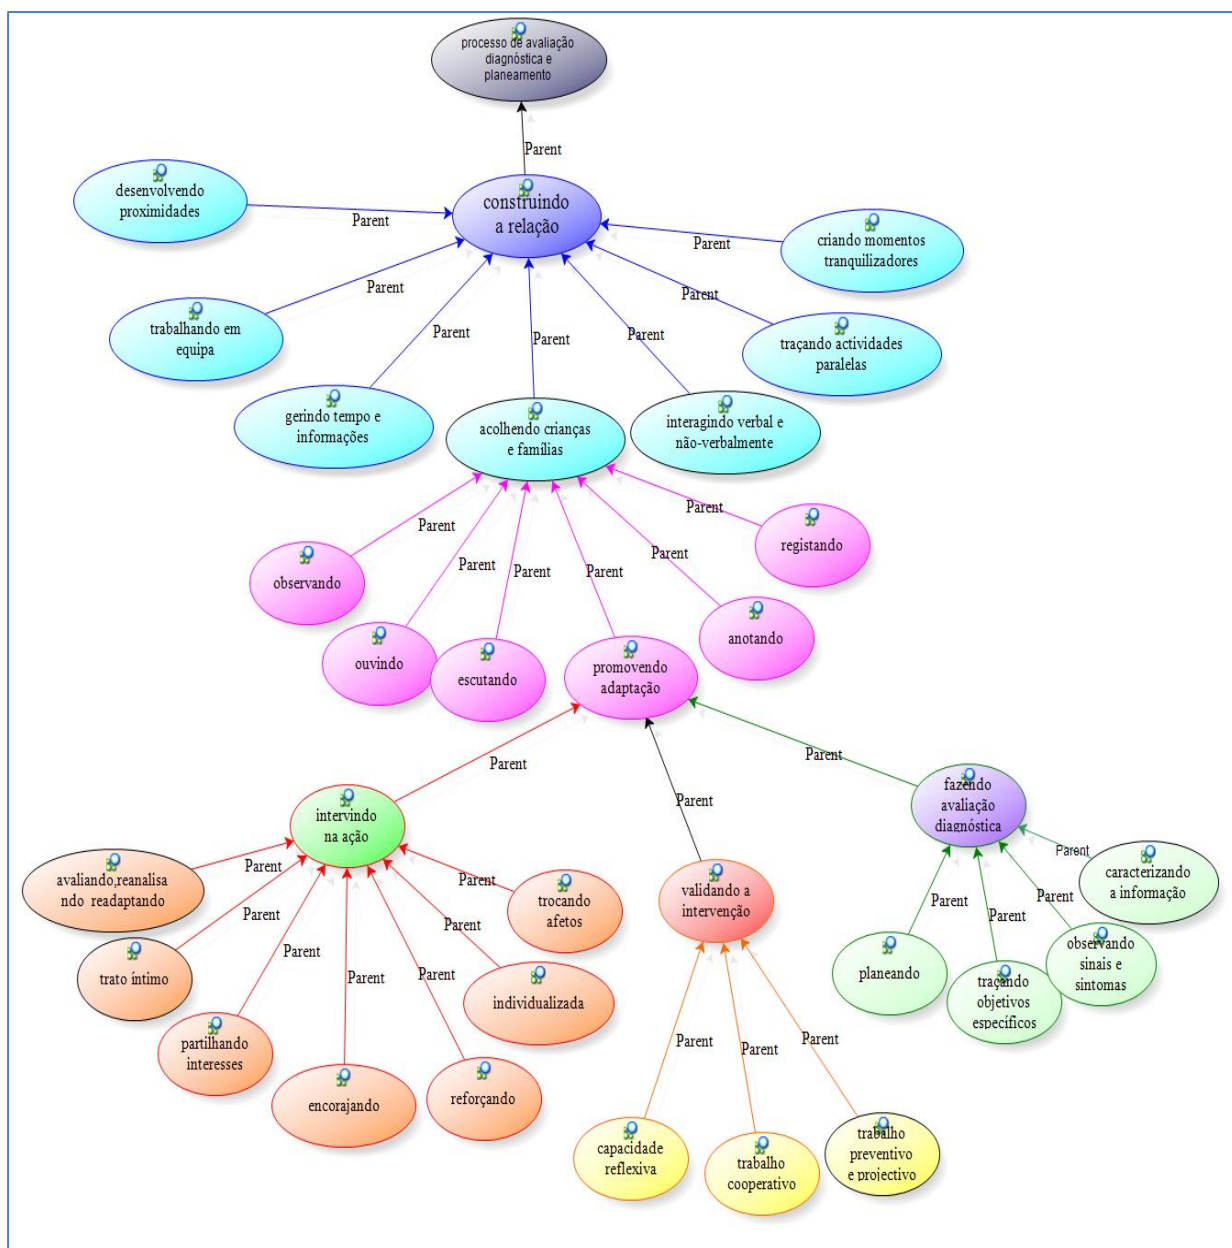 processo de avaliação
diagnóstica e
planeamento
Parent
desenvolvendo
proximidades
Parent
construindo
a relação
Parent
criando momentos
tranquilizadores
trabalhando em
equipa
Parent
Parent
Parent
Parent
Parent
traçando actividades
paralelas
gerindo tempo e
informações
acolhendo crianças
e famílias
interagindo verbal e
não-verbalmente
Parent
Parent
Parent
Parent
Parent
Parent
registando
observando
ouvindo
escutando
promovendo
adaptação
anotando
Parent
Parent
Parent
intervindo
na ação
fazendo
avaliação
diagnóstica
avaliando,reanalisa
ndo readaptando
Parent
Parent
Parent
Parent
Parent
Parent
Parent
trocando
afetos
validando a
intervenção
Parent
Parent
Parent
Parent
caracterizando
a informação
trato íntimo
individualizada
planeando
traçando
objetivos
específicos
observando
sinais e
sintomas
partilhando
interesses
encorajando
reforçando
Parent
Parent
Parent
capacidade
reflexiva
trabalho
cooperativo
trabalho
preventivo
e projectivo